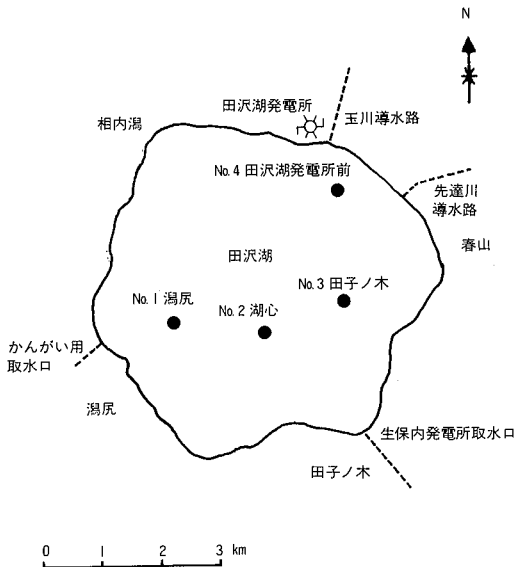 N
田沢湖発電所
相内潟
玉川導水路
No.4 田沢湖発電所前
先達川
導水路
春山
田沢湖
No.3 田子ノ木
No.1 潟尻
No.2 湖心
かんがい用
取水口
潟尻
生保内発電所取水口
田子ノ木
0 1 2 3 km